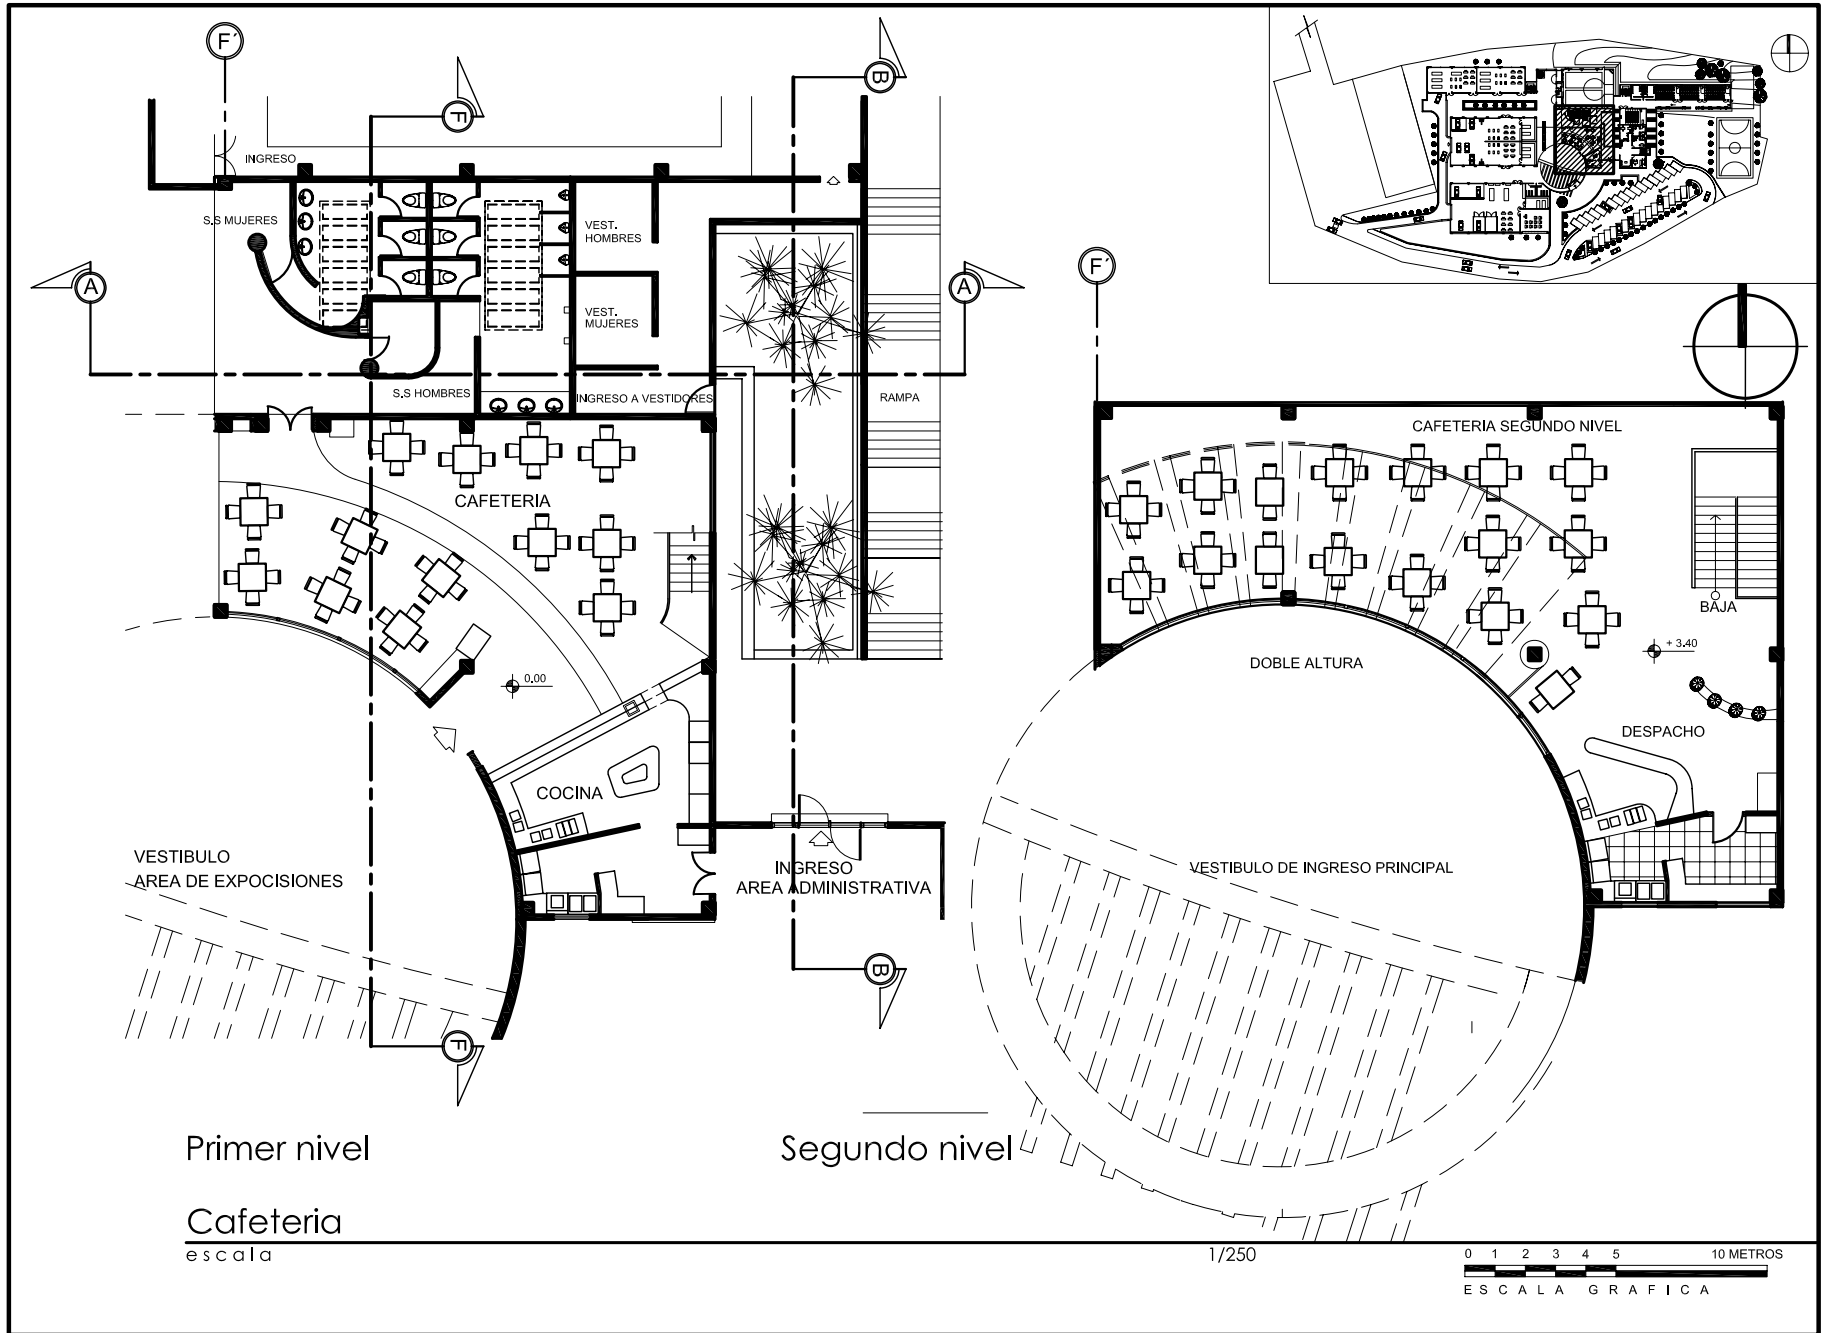 F´
F
B
INGRESO
S.S MUJERES
VEST.
HOMBRES
VEST.
MUJERES
A
A
F´
S.S HOMBRES
INGRESO A VESTIDORES
RAMPA
CAFETERIA SEGUNDO NIVEL
CAFETERIA
BAJA
0.00
DOBLE ALTURA
+ 3.40
DESPACHO
COCINA
VESTIBULO
AREA DE EXPOCISIONES
INGRESO
AREA ADMINISTRATIVA
VESTIBULO DE INGRESO PRINCIPAL
B
F
Primer nivel
Segundo nivel
Cafeteria
escala
1/250
0 1 2 3 4 5 10 METROS
ESCALA GRAFICA